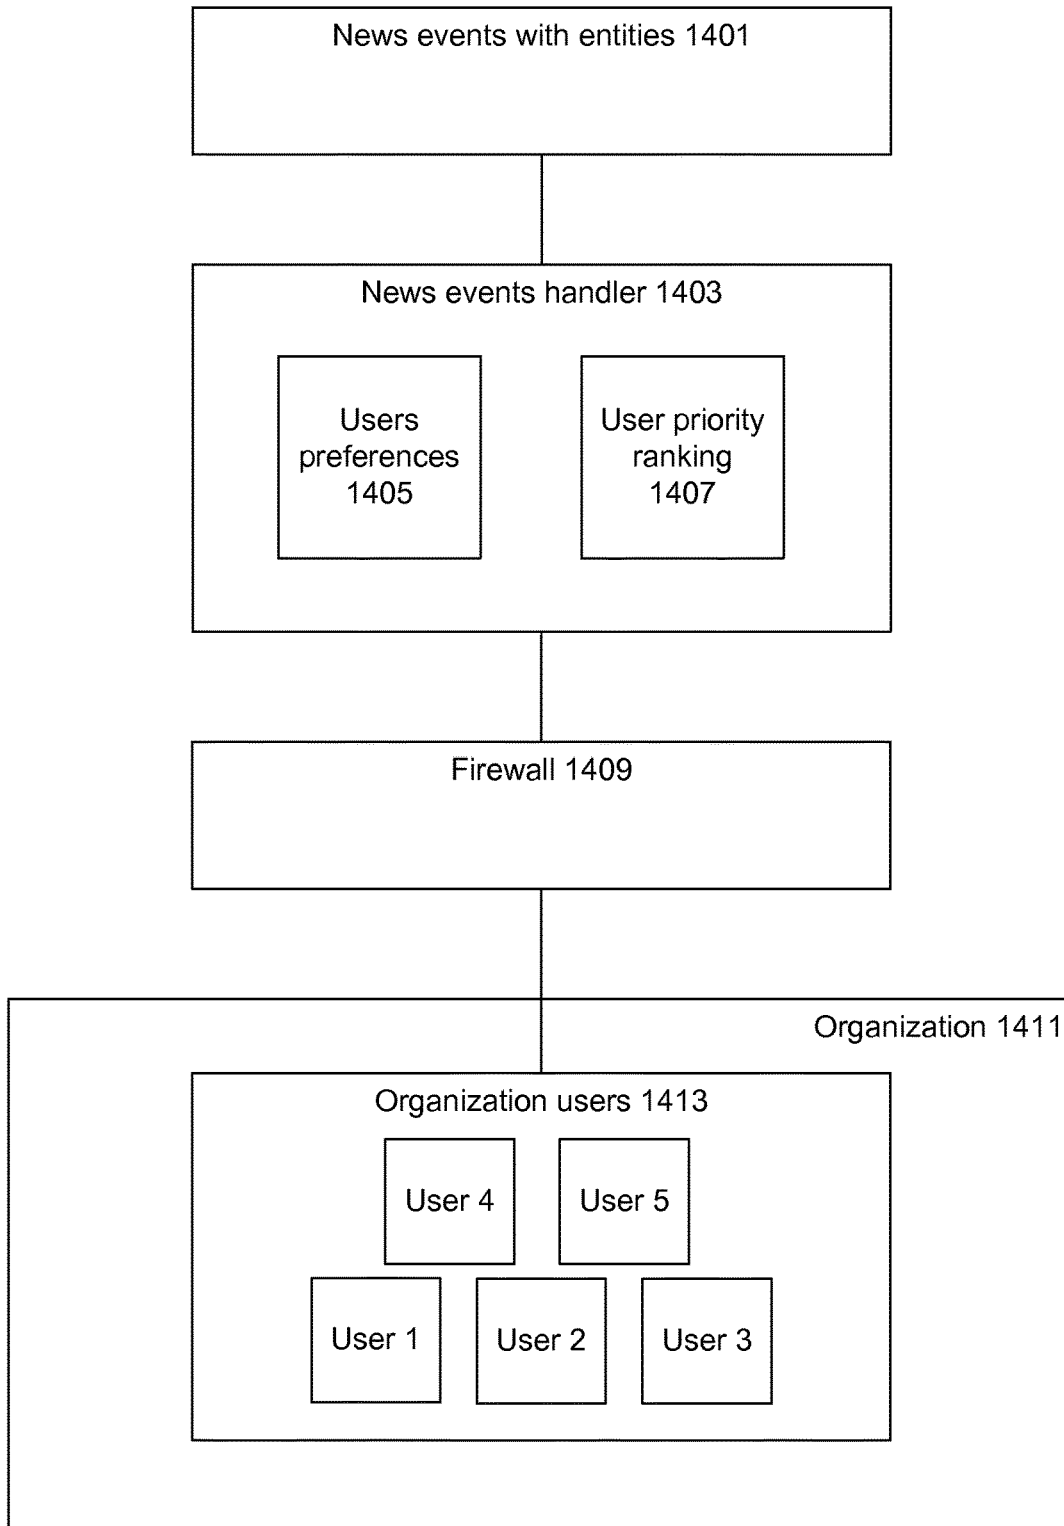 News events with entities 1401
News events handler 1403
Users
preferences
1405
User priority
ranking
1407
Firewall 1409
Organization 1411
Organization users 1413
User 4
User 5
User 1
User 2
User 3